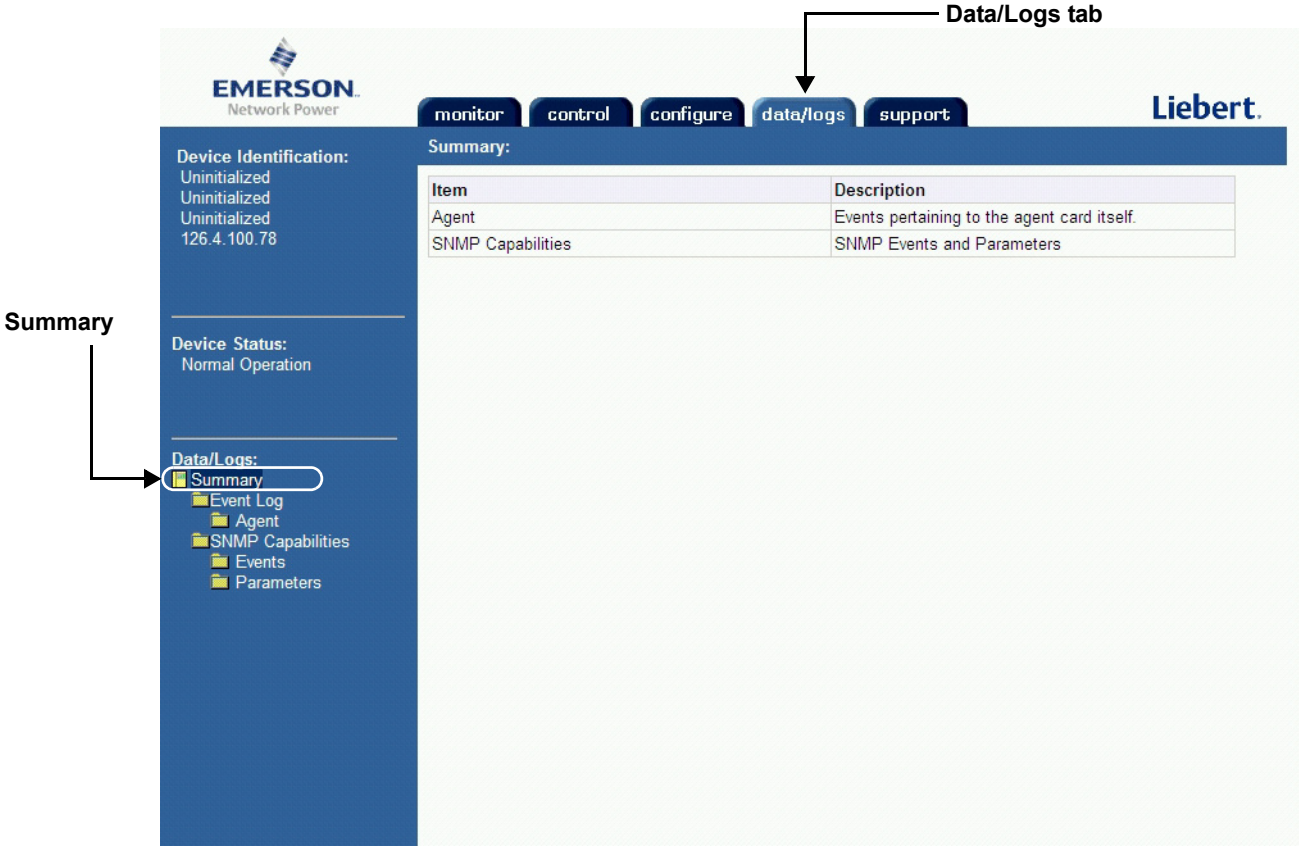 Data/Logs tab
EMERSON™
Network Power
monitor control configure data/logs support
Liebert.
Device Identification:
Uninitialized
Uninitialized
Uninitialized
126.4.100.78
Summary:
Item Description
Agent Events pertaining to the agent card itself.
SNMP Capabilities SNMP Events and Parameters
Summary
Device Status:
Normal Operation
Data/Logs:
Summary
Event Log
Agent
SNMP Capabilities
Events
Parameters